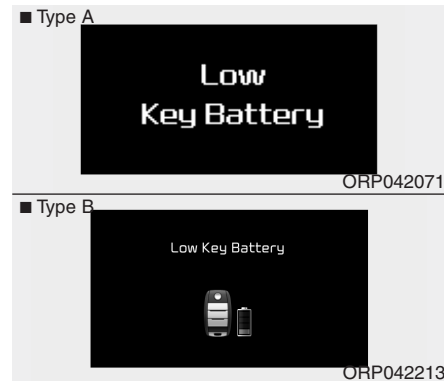 ■ Type A
Low
Key Battery
ORP042071
■ Type B
Low Key Battery
ORP042213